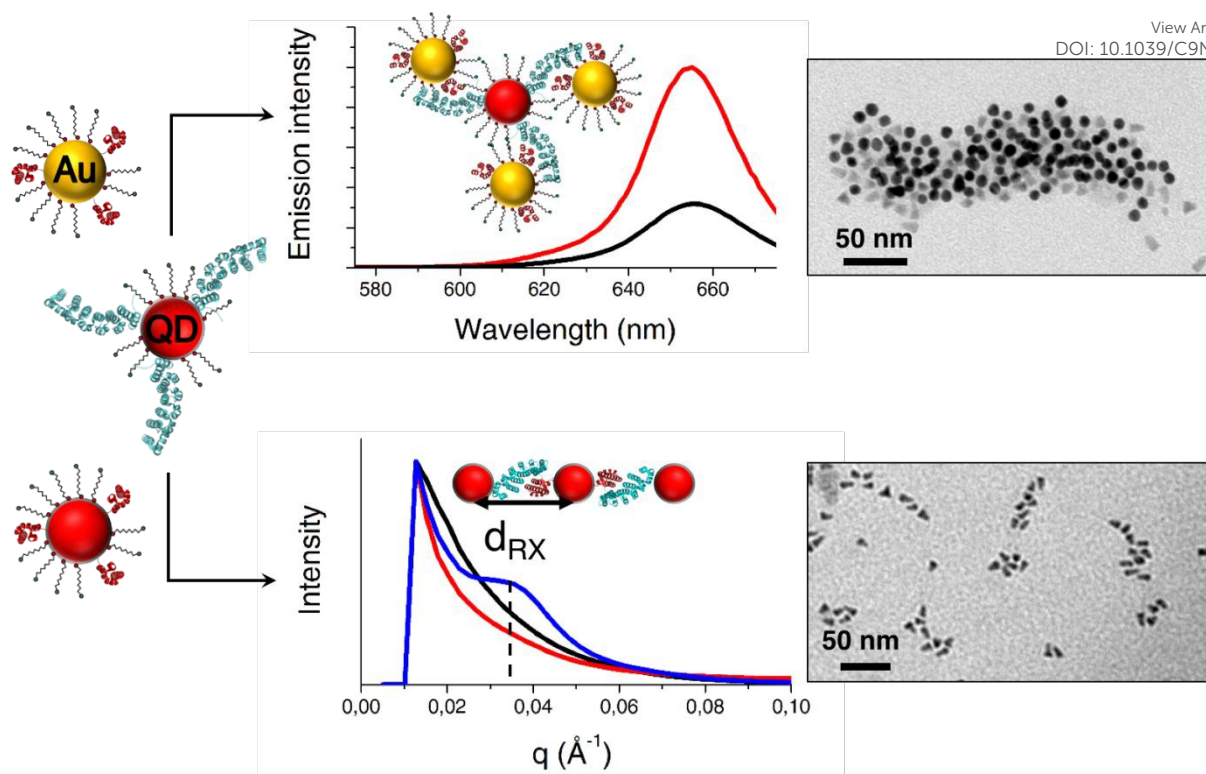 View Ar
DOI: 10.1039/C9N
Au
QD
Emission intensity
580
600
620
640
660
Wavelength (nm)
50 nm
Intensity
dRX
0,00
0,02
0,04
0,06
0,08
0,10
q (Å-1)
50 nm